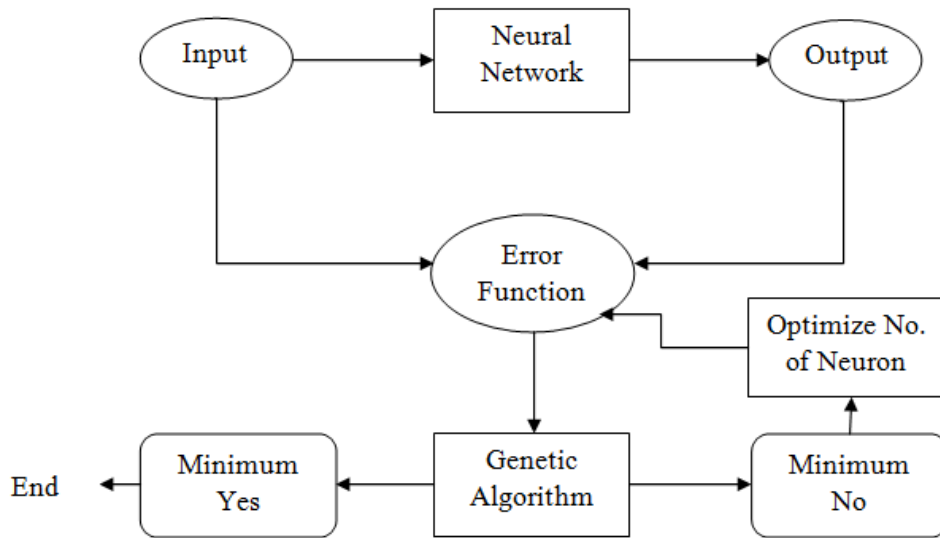 Input
Neural
Network
Output
Error
Function
Optimize No.
of Neuron
End
Minimum
Yes
Genetic
Algorithm
Minimum
No